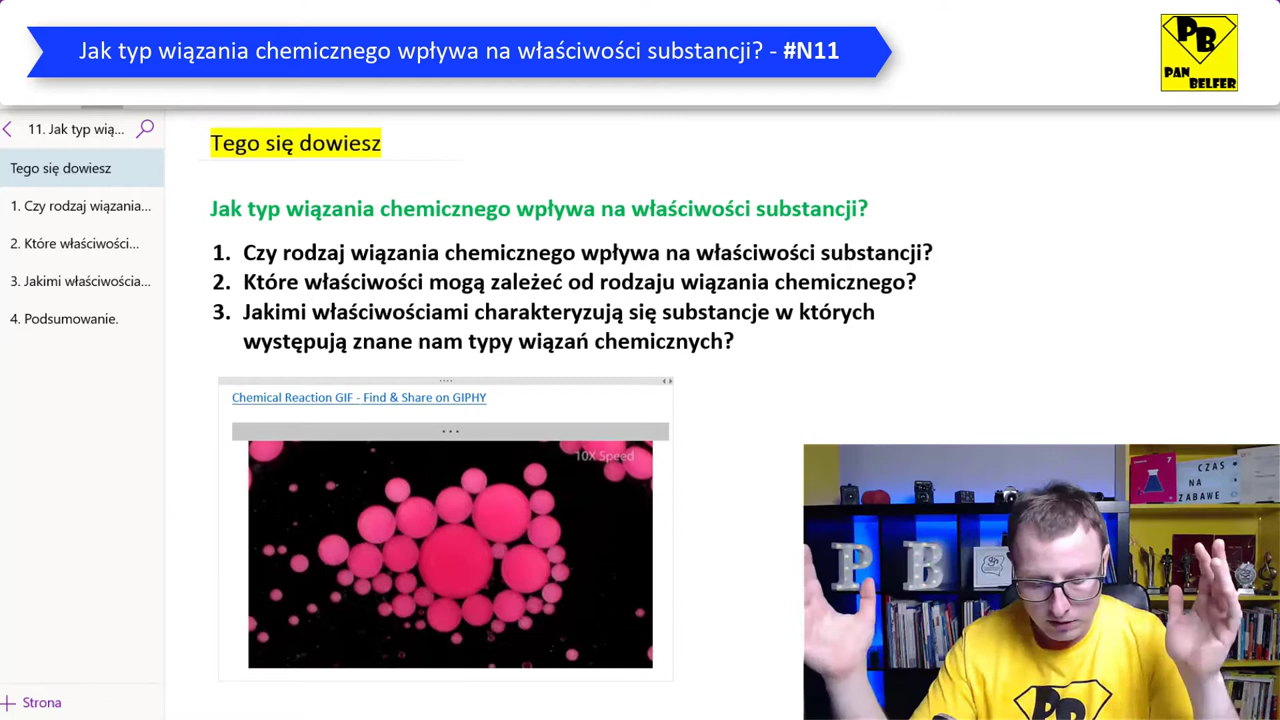 Jak typ wiązania chemicznego wpływa na właściwości substancji? - #N11
PB
PAN
BELFER
11. Jak typ wią...
Tego się dowiesz
1. Czy rodzaj wiązania...
2. Które właściwości...
3. Jakimi właściwościa...
4. Podsumowanie.
Strona
Tego się dowiesz
Jak typ wiązania chemicznego wpływa na właściwości substancji?
1. Czy rodzaj wiązania chemicznego wpływa na właściwości substancji?
2. Które właściwości mogą zależeć od rodzaju wiązania chemicznego?
3. Jakimi właściwościami charakteryzują się substancje w których
występują znane nam typy wiązań chemicznych?
Chemical Reaction GIF - Find & Share on GIPHY
10X Speed
7
CZAS
NA
ZABAWE
P B
PB